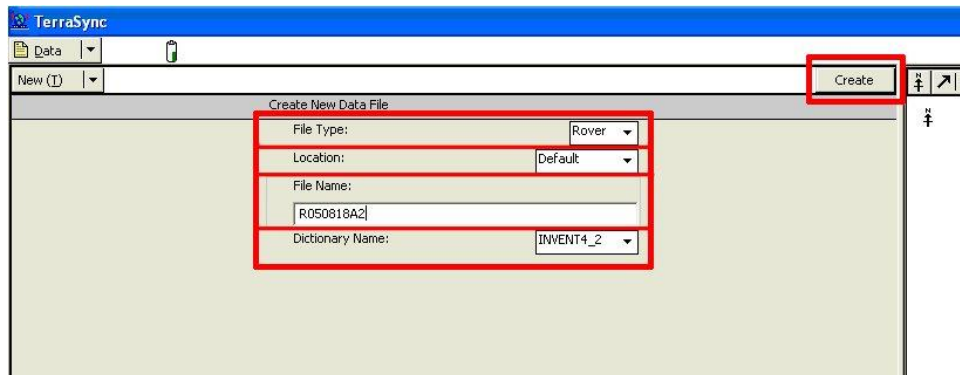 TerraSync
Data
New (T) Create
Create New Data File
File Type: Rover
Location: Default
File Name:
R050818A2
Dictionary Name: INVENT4_2
N
N